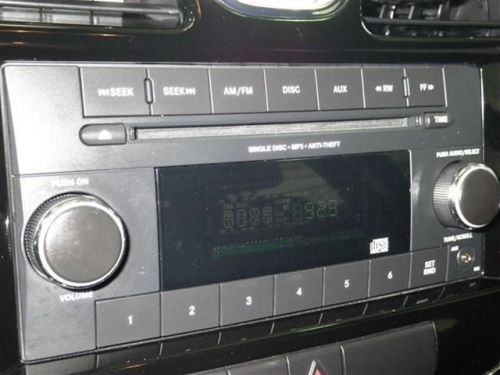 SEEK SEEK AM/FM DISC AUX RW FF
TIME
SINGLE DISC • MP3 • ANTI-THEFT
PUSH ON
PUSH AUDIO/SELECT
VOLUME
TUNE/SCROLL
1 2 3 4 5 6 SET RND